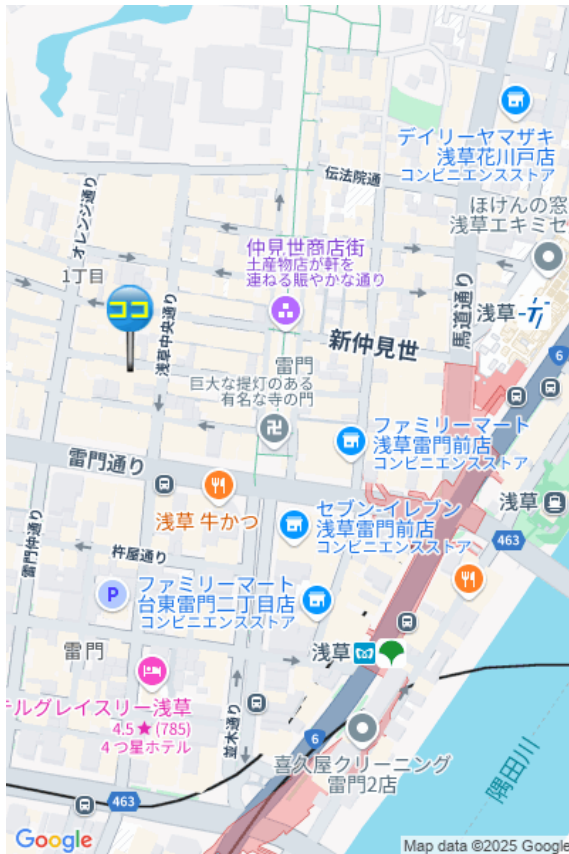 デイリーヤマザキ
浅草花川戸店
コンビニエンスストア
伝法院通
ほけんの窓
浅草エキミセ
オレンジ通り
1丁目
仲見世商店街
土産物店が軒を
連ねる賑やかな通り
ココ
浅草中央通り
馬道通り
浅草
新仲見世
6
雷門
巨大な提灯のある
有名な寺の門
ファミリーマート
浅草雷門前店
コンビニエンスストア
雷門通り
浅草 牛かつ
セブン-イレブン
浅草雷門前店
コンビニエンスストア
浅草
463
雷門仲通り
杵屋通り
P
ファミリーマート
台東雷門二丁目店
コンビニエンスストア
雷門
浅草
テルグレイスリー浅草
4.5★(785)
4 つ星ホテル
並木通り
6
喜久屋クリーニング
雷門2店
隅田川
463
Google
Map data ©2025 Google